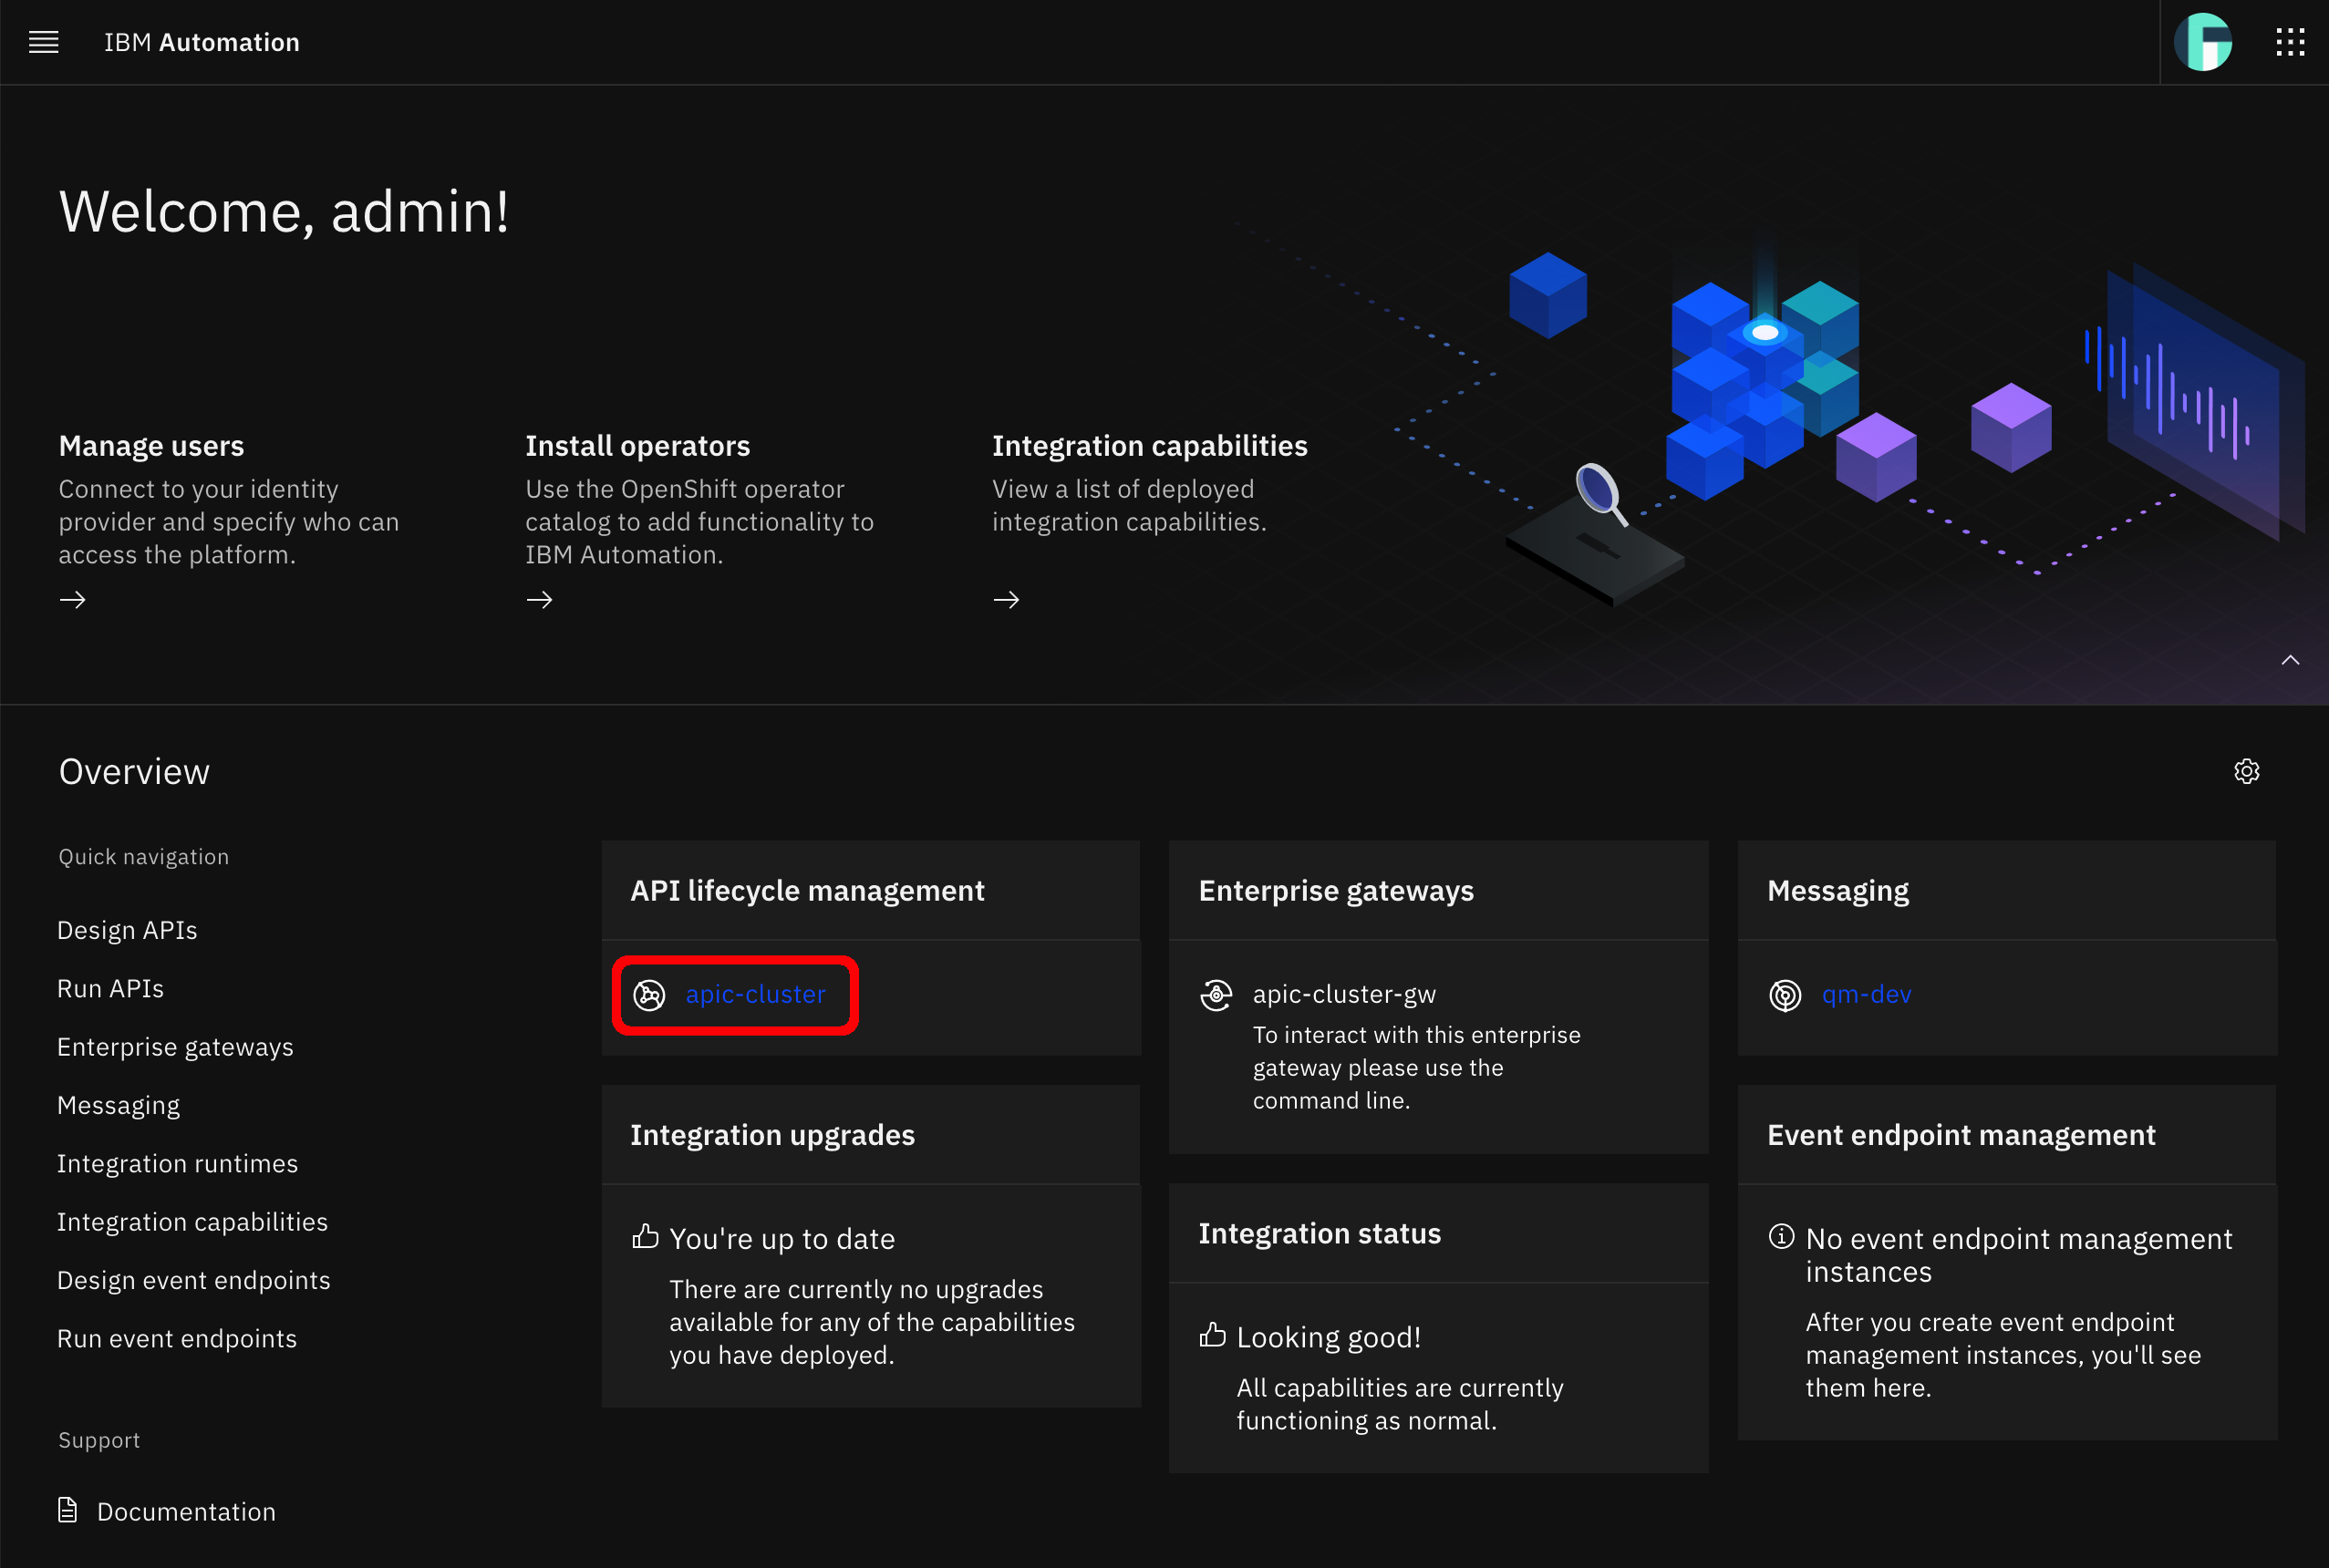 IBM Automation
Welcome, admin!
Manage users
Connect to your identity
provider and specify who can
access the platform.
Install operators
Use the OpenShift operator
catalog to add functionality to
IBM Automation.
Integration capabilities
View a list of deployed
integration capabilities.
Overview
Quick navigation
Design APIs
Run APIs
Enterprise gateways
Messaging
Integration runtimes
Integration capabilities
Design event endpoints
Run event endpoints
Support
Documentation
API lifecycle management
apic-cluster
Integration upgrades
You're up to date
There are currently no upgrades
available for any of the capabilities
you have deployed.
Enterprise gateways
apic-cluster-gw
To interact with this enterprise
gateway please use the
command line.
Integration status
Looking good!
All capabilities are currently
functioning as normal.
Messaging
qm-dev
Event endpoint management
No event endpoint management
instances
After you create event endpoint
management instances, you'll see
them here.